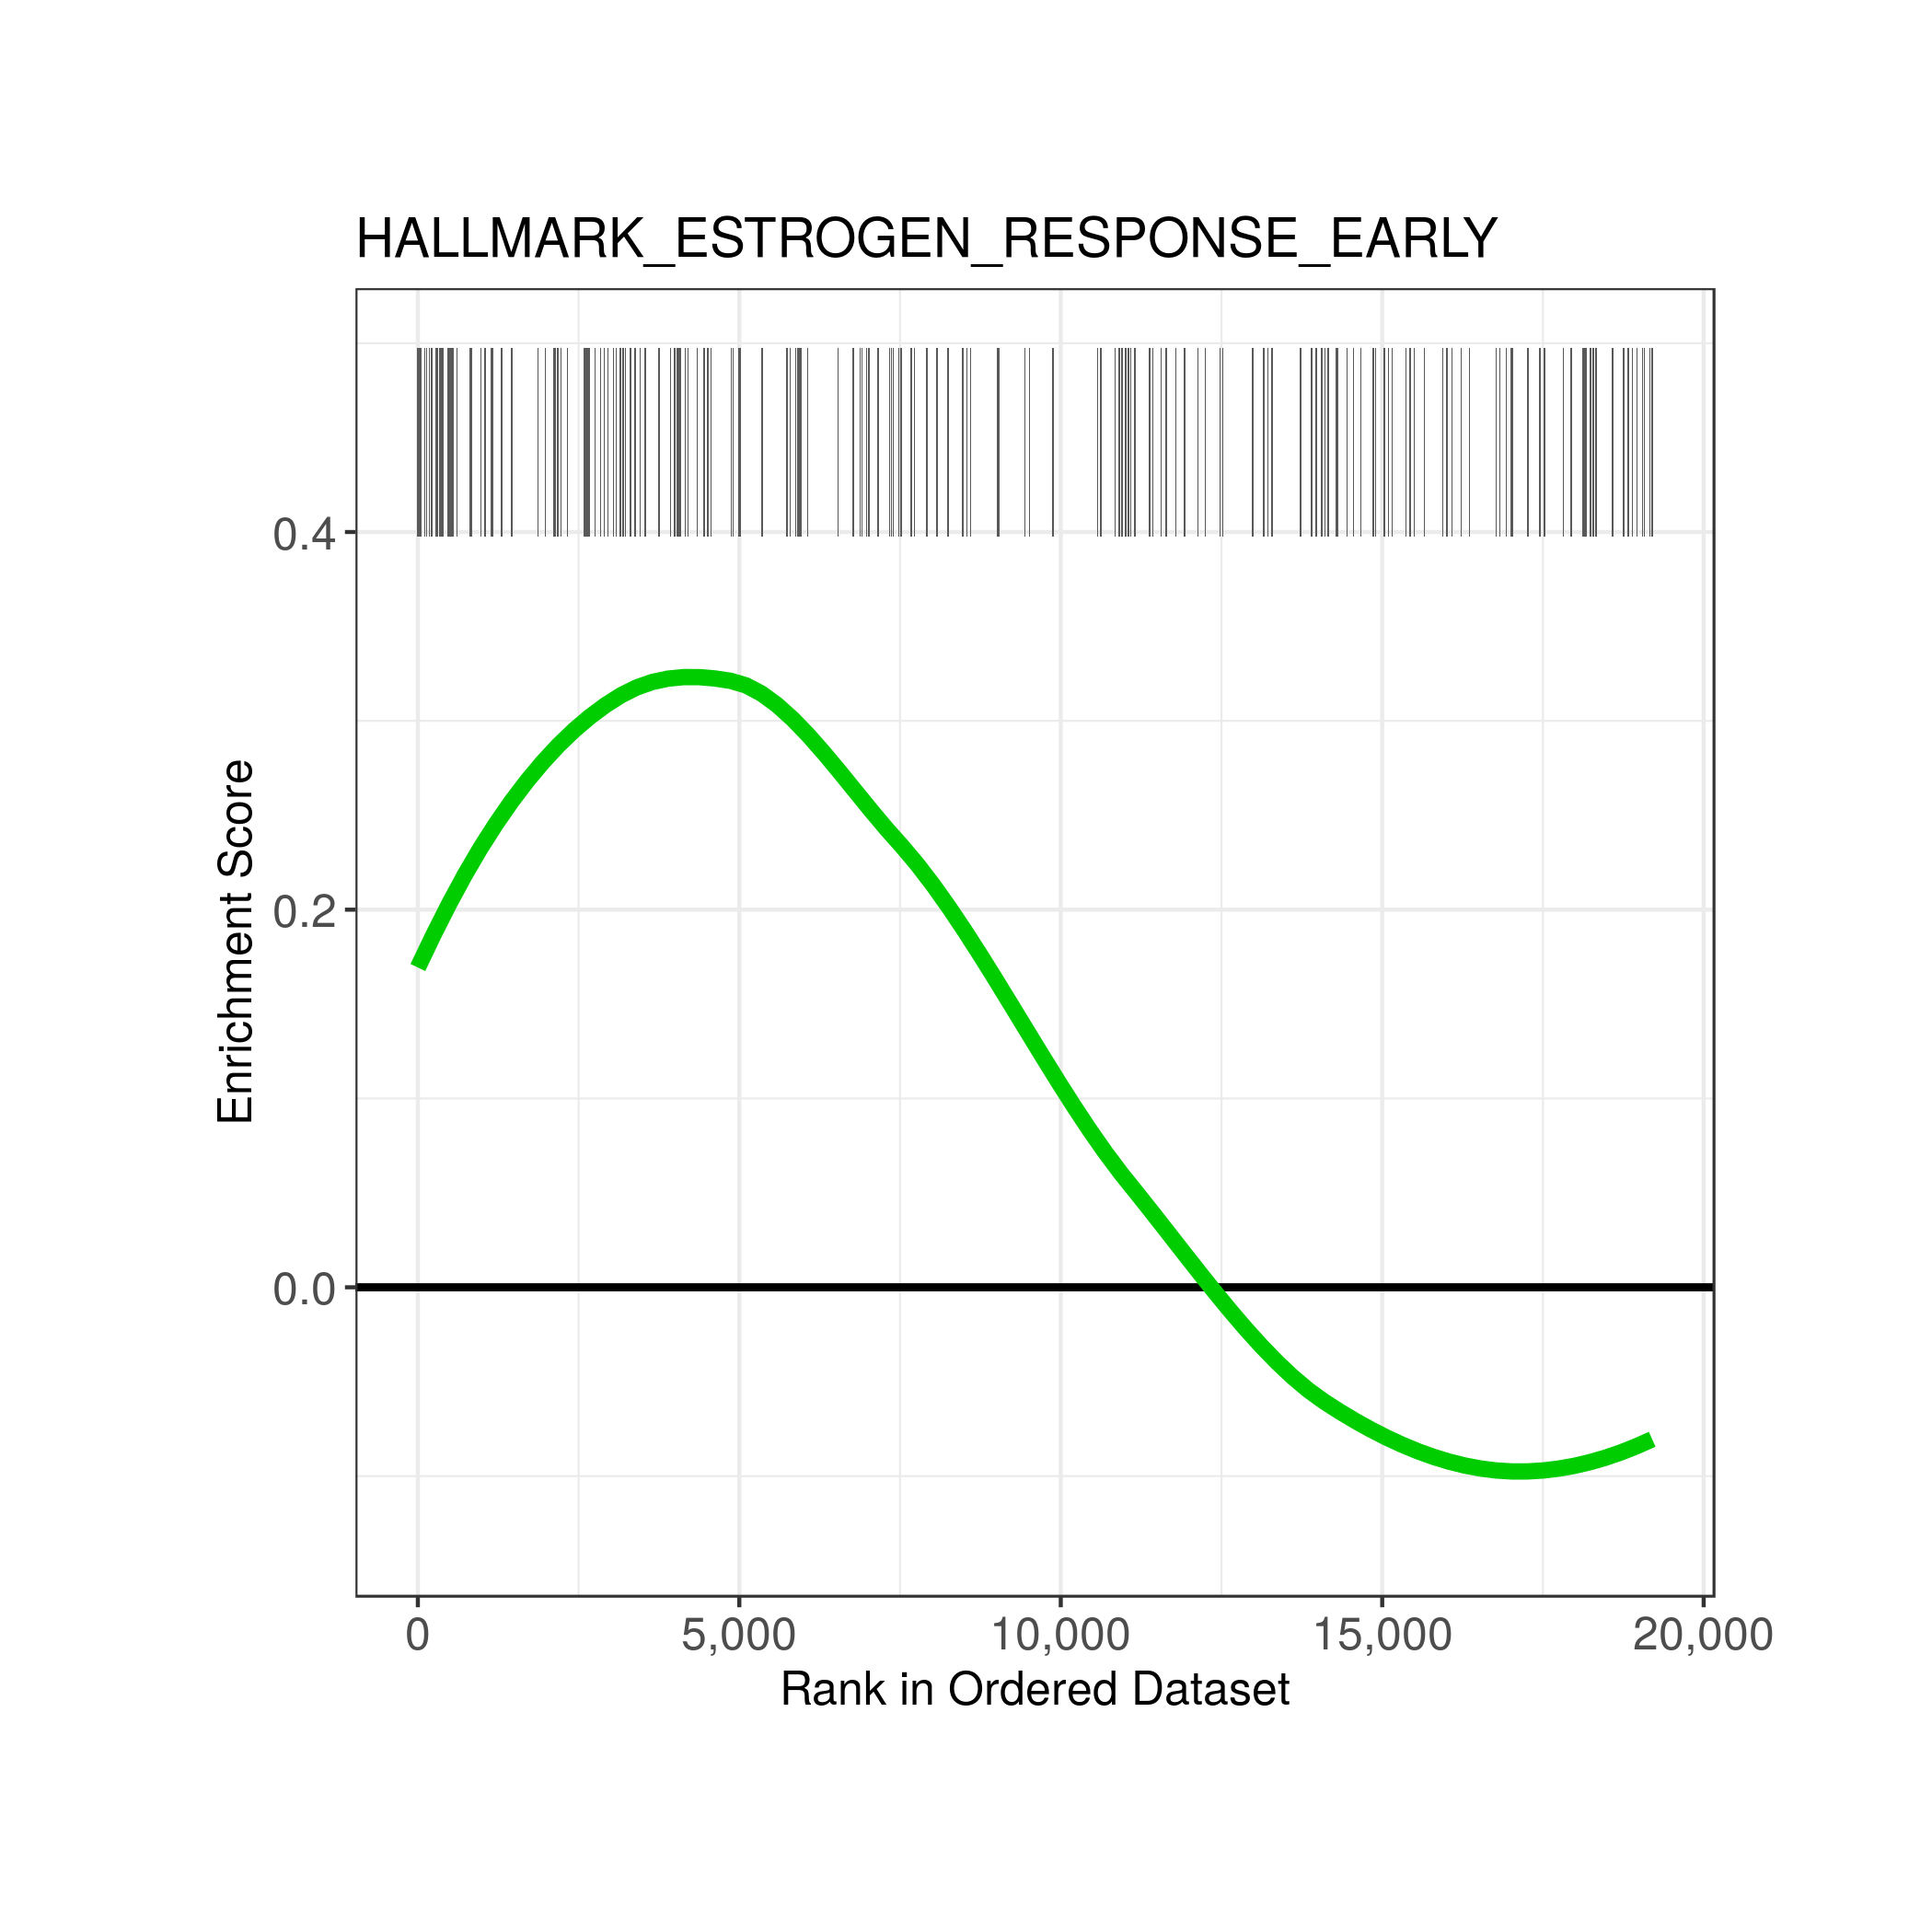 HALLMARK_ESTROGEN_RESPONSE_EARLY
Enrichment Score
0.4
0.2
0.0
0
5,000
10,000
15,000
20,000
Rank in Ordered Dataset